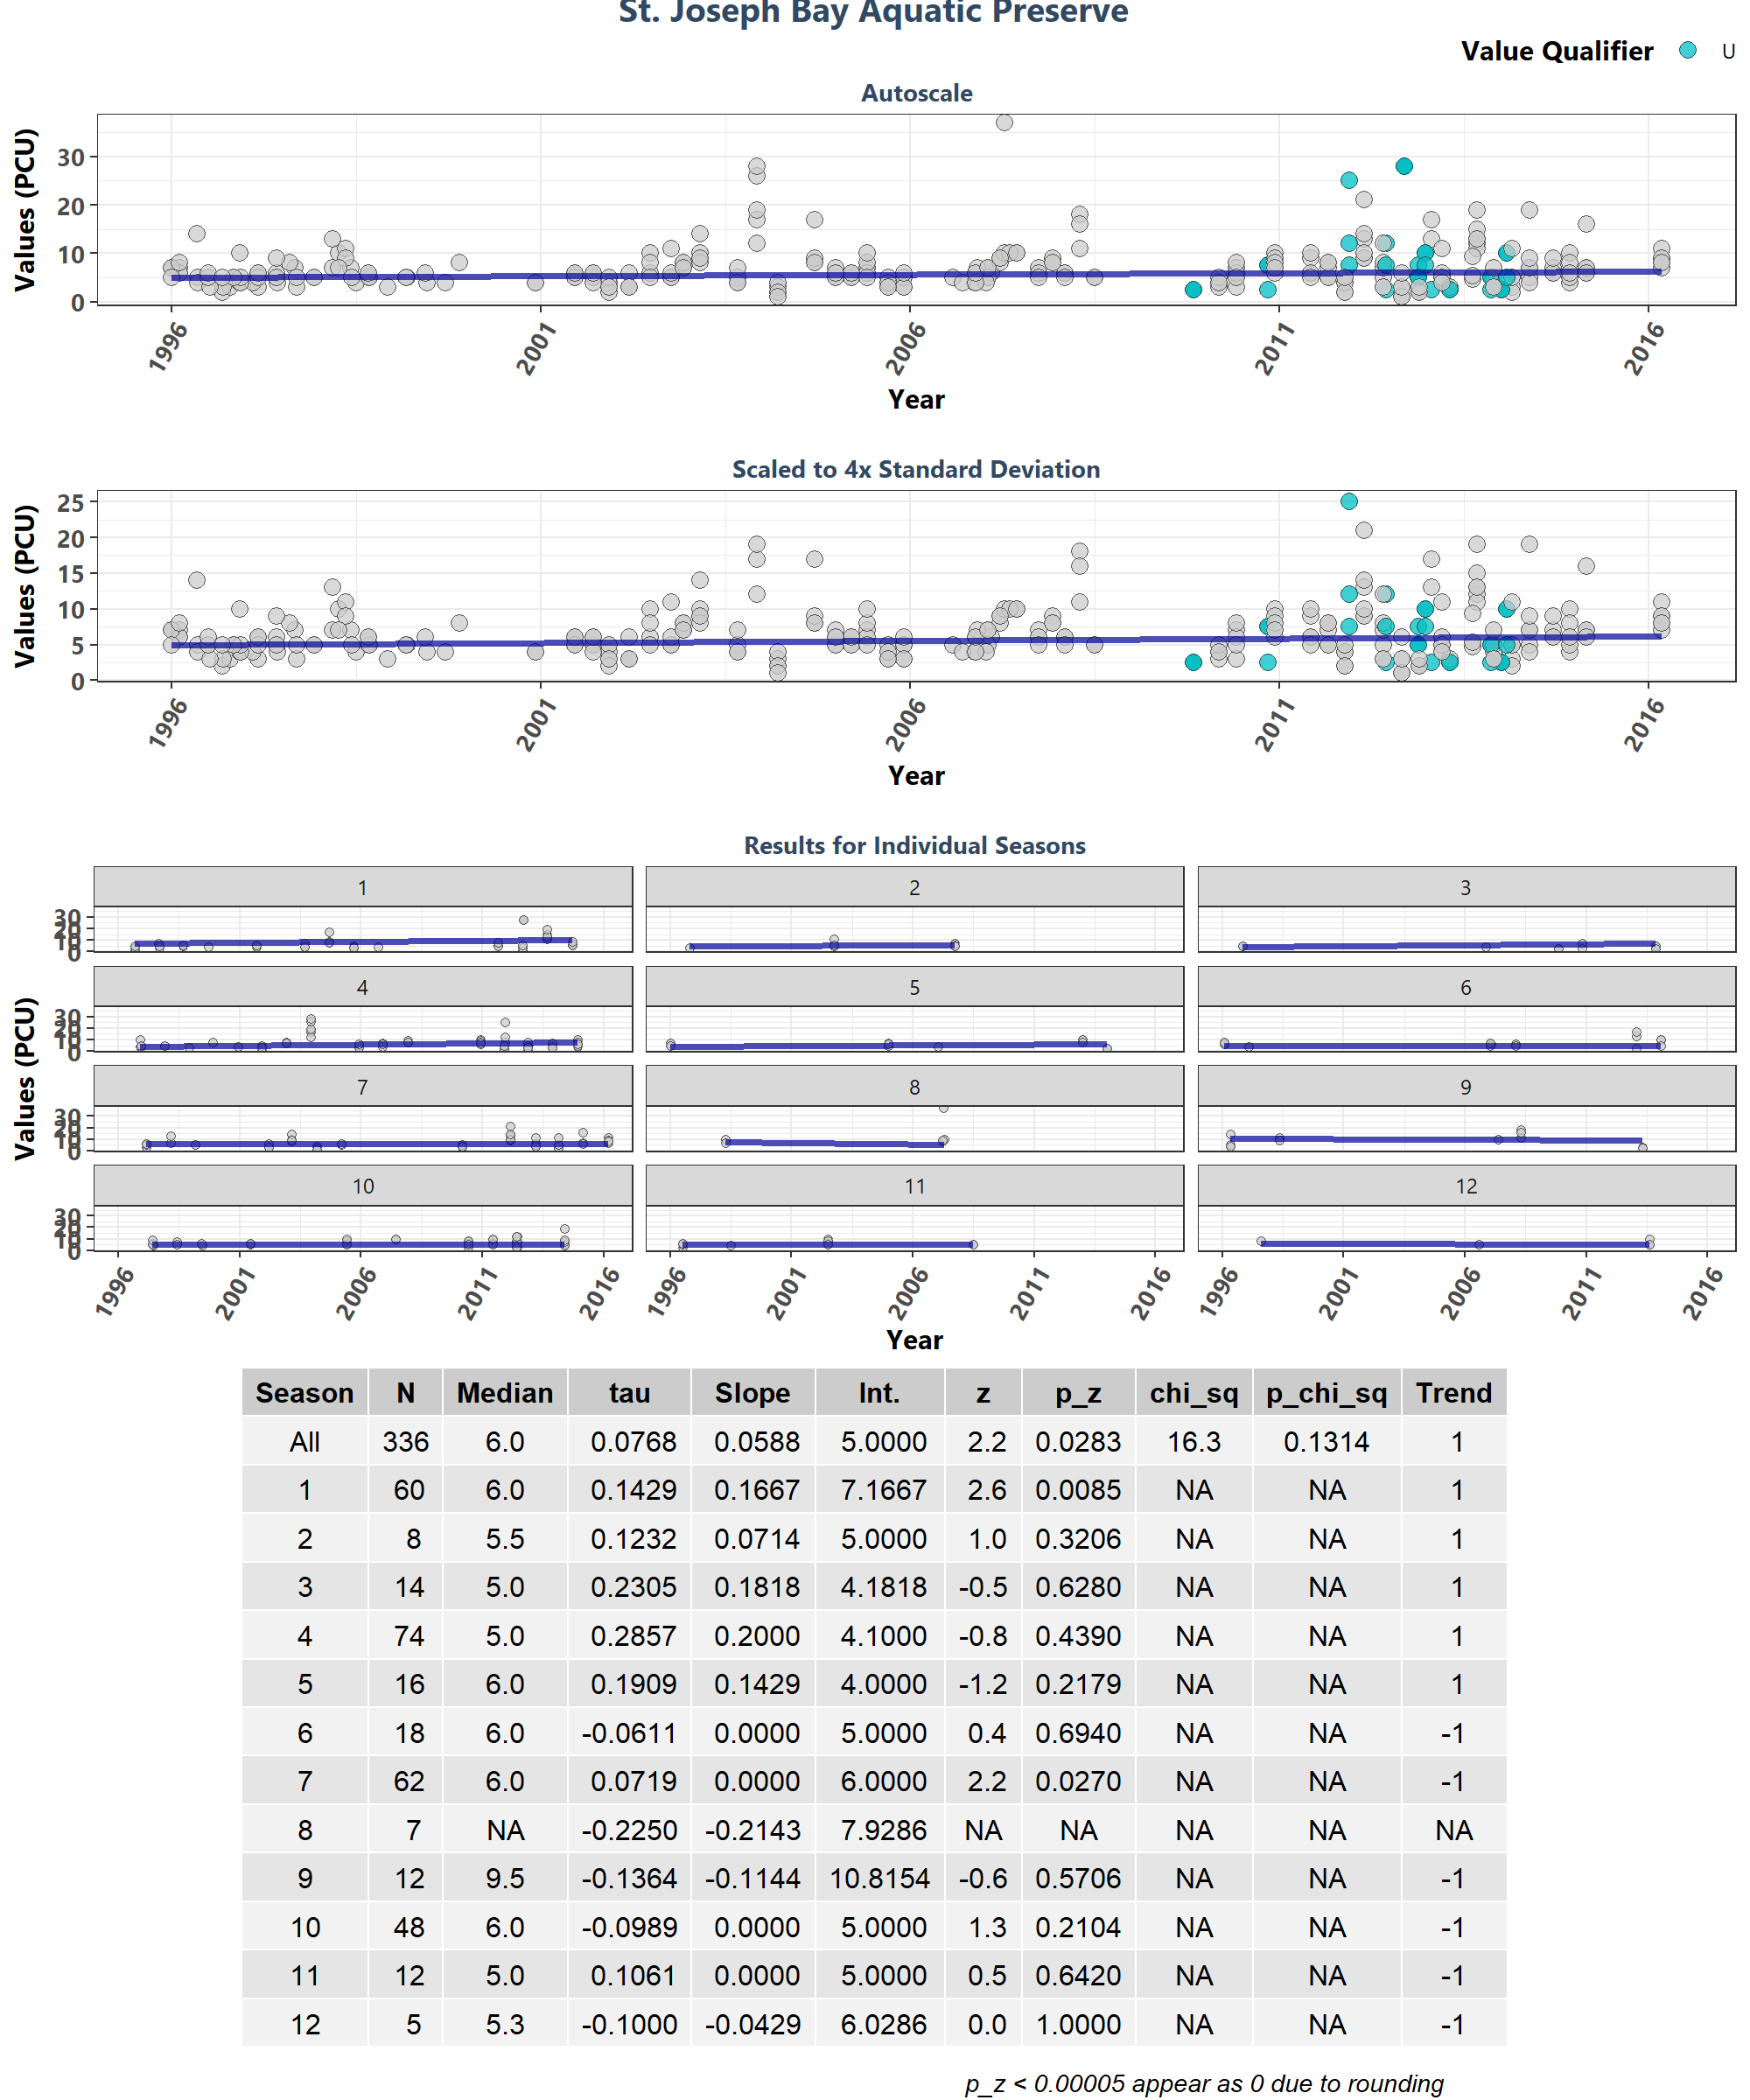 St. Joseph Bay Aquatic Preserve
Value Qualifier U
Autoscale
Values (PCU)
30
20
10
0
1996 2001 2006 2011 2016
Year
Scaled to 4x Standard Deviation
Values (PCU)
25
20
15
10
5
0
1996 2001 2006 2011 2016
Year
Results for Individual Seasons
Values (PCU)
1 2 3
30
20
10
0
4 5 6
30
20
10
0
7 8 9
30
20
10
0
10 11 12
30
20
10
0
1996 2001 2006 2011 2016 1996 2001 2006 2011 2016 1996 2001 2006 2011 2016
Year
Season N Median tau Slope Int. z p_z chi_sq p_chi_sq Trend
All 336 6.0 0.0768 0.0588 5.0000 2.2 0.0283 16.3 0.1314 1
1 60 6.0 0.1429 0.1667 7.1667 2.6 0.0085 NA NA 1
2 8 5.5 0.1232 0.0714 5.0000 1.0 0.3206 NA NA 1
3 14 5.0 0.2305 0.1818 4.1818 -0.5 0.6280 NA NA 1
4 74 5.0 0.2857 0.2000 4.1000 -0.8 0.4390 NA NA 1
5 16 6.0 0.1909 0.1429 4.0000 -1.2 0.2179 NA NA 1
6 18 6.0 -0.0611 0.0000 5.0000 0.4 0.6940 NA NA -1
7 62 6.0 0.0719 0.0000 6.0000 2.2 0.0270 NA NA -1
8 7 NA -0.2250 -0.2143 7.9286 NA NA NA NA NA
9 12 9.5 -0.1364 -0.1144 10.8154 -0.6 0.5706 NA NA -1
10 48 6.0 -0.0989 0.0000 5.0000 1.3 0.2104 NA NA -1
11 12 5.0 0.1061 0.0000 5.0000 0.5 0.6420 NA NA -1
12 5 5.3 -0.1000 -0.0429 6.0286 0.0 1.0000 NA NA -1
p_z < 0.00005 appear as 0 due to rounding